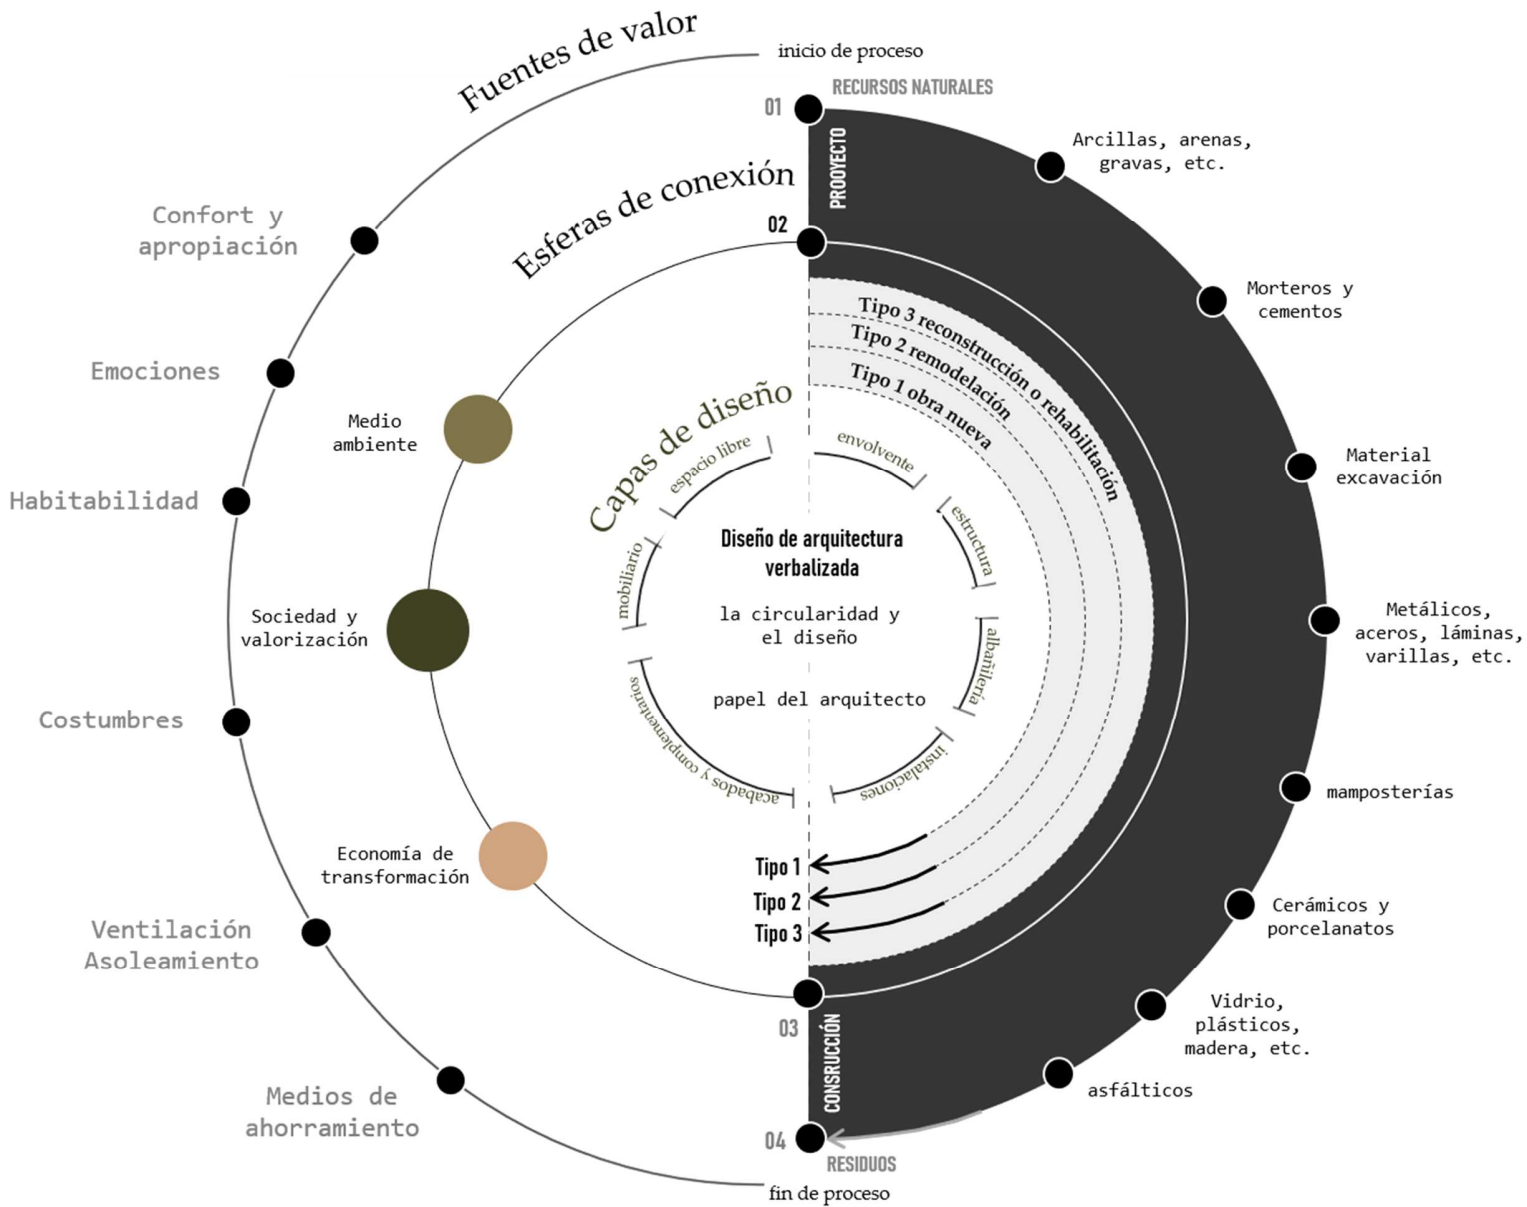 Fuentes de valor
inicio de proceso
01
RECURSOS NATURALES
PROOYECTO
Esferas de conexión
02
Arcillas, arenas,
gravas, etc.
Morteros y
cementos
Material
excavación
Metálicos,
aceros, láminas,
varillas, etc.
mamposterías
Cerámicos y
porcelanatos
Vidrio,
plásticos,
madera, etc.
asfálticos
Confort y
apropiación
Emociones
Habitabilidad
Costumbres
Ventilación
Asoleamiento
Medios de
ahorramiento
Medio
ambiente
Sociedad y
valorización
Economía de
transformación
Tipo 3 reconstrucción o rehabilitación
Tipo 2 remodelación
Tipo 1 obra nueva
Capas de diseño
espacio libre
envolvente
estructura
albañilería
instalaciones
acabados y complementarios
mobiliario
Diseño de arquitectura
verbalizada
la circularidad y
el diseño
papel del arquitecto
Tipo 1
Tipo 2
Tipo 3
03
CONSRUCCIÓN
04
RESIDUOS
fin de proceso